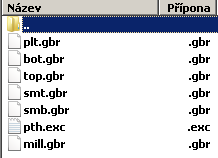 Název Přípona
..
plt.gbr .gbr
bot.gbr .gbr
top.gbr .gbr
smt.gbr .gbr
smb.gbr .gbr
pth.exc .exc
mill.gbr .gbr